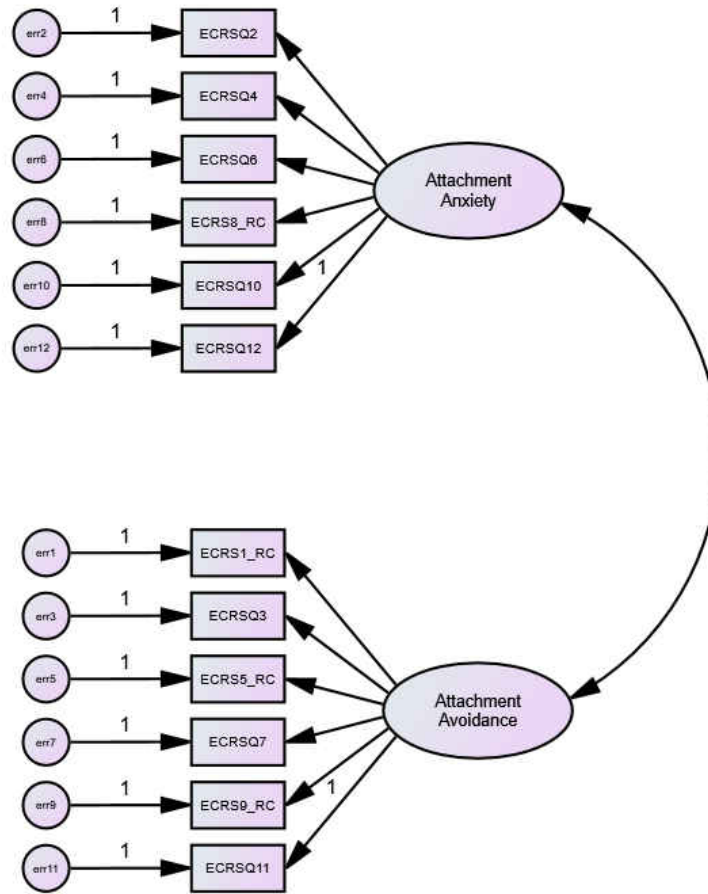 err2 1 ECRSQ2
err4 1 ECRSQ4
err6 1 ECRSQ6
Attachment
Anxiety
err8 1 ECRS8_RC
err10 1 ECRSQ10 1
err12 1 ECRSQ12
err1 1 ECRS1_RC
err3 1 ECRSQ3
err5 1 ECRS5_RC
Attachment
Avoidance
err7 1 ECRSQ7
err9 1 ECRS9_RC 1
err11 1 ECRSQ11